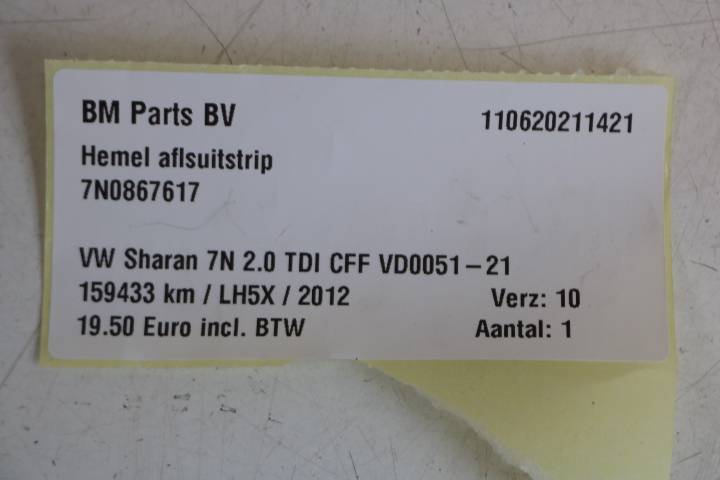 BM Parts BV 110620211421
Hemel aflsuitstrip
7N0867617
VW Sharan 7N 2.0 TDI CFF VD0051-21
159433 km / LH5X / 2012 Verz: 10
19.50 Euro incl. BTW Aantal: 1